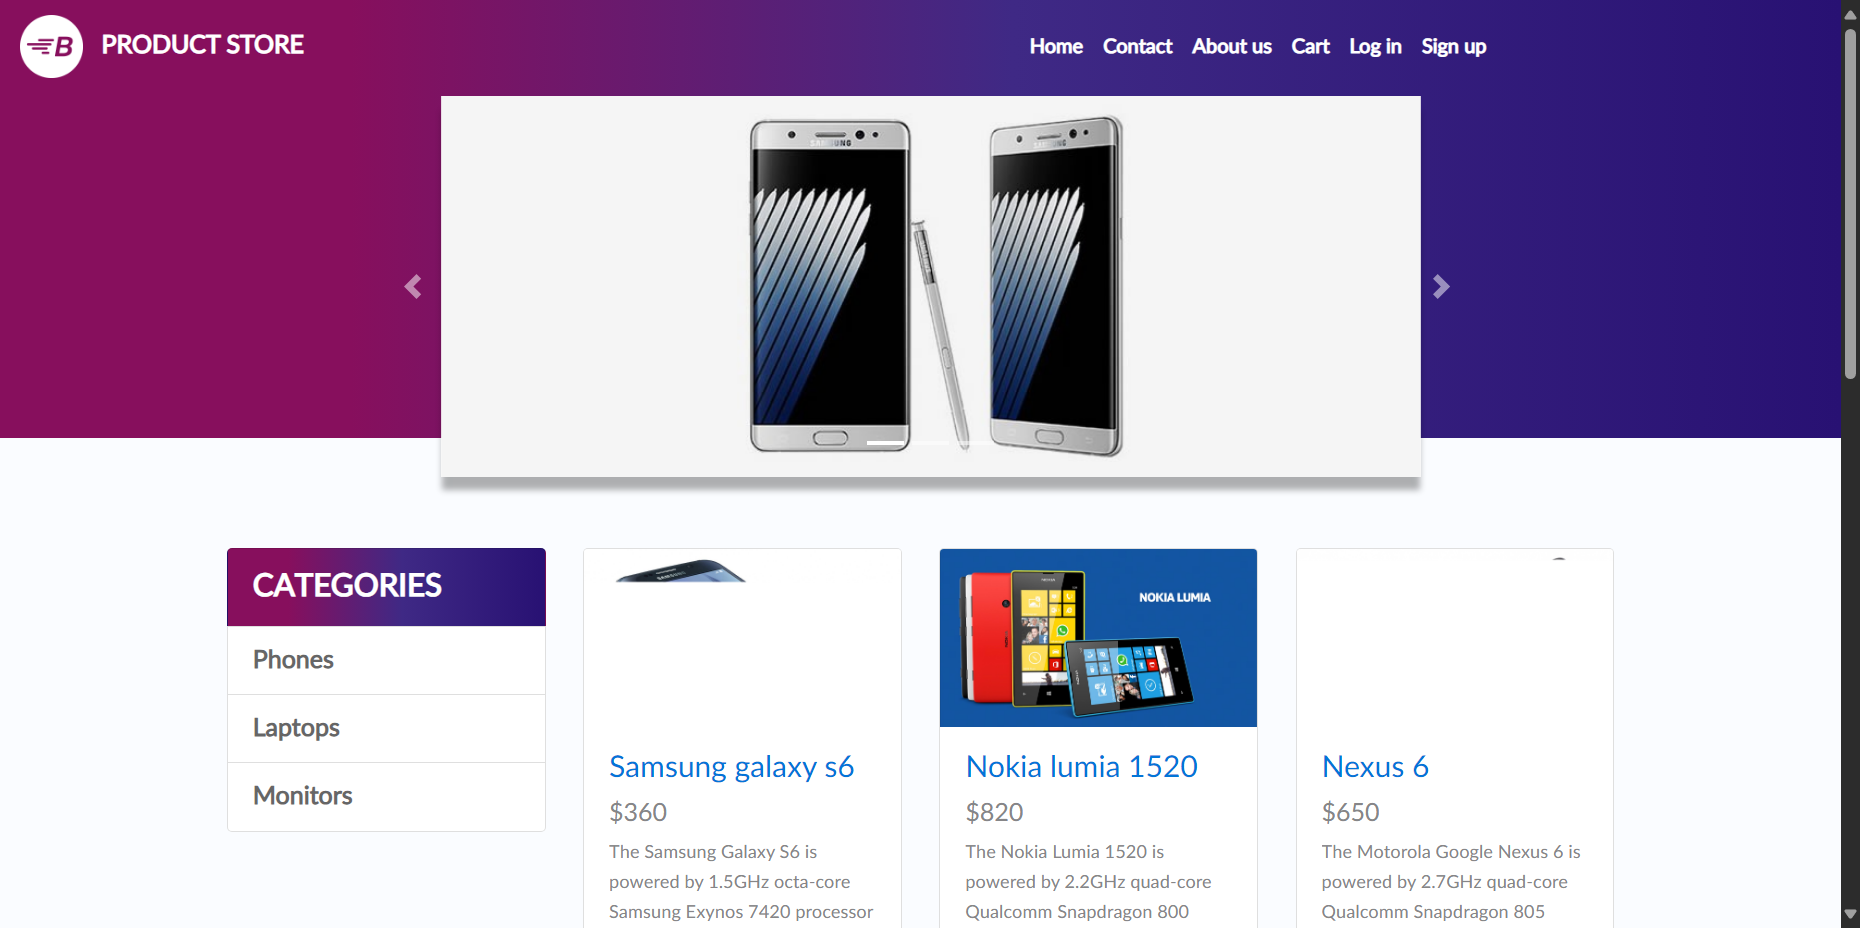 B PRODUCT STORE
Home Contact About us Cart Log in Sign up
SAMSUNG SAMSUNG
CATEGORIES
Phones
Laptops
Monitors
SAMSUNG
Samsung galaxy s6
$360
The Samsung Galaxy S6 is
powered by 1.5GHz octa-core
Samsung Exynos 7420 processor
NOKIA LUMIA
Nokia lumia 1520
$820
The Nokia Lumia 1520 is
powered by 2.2GHz quad-core
Qualcomm Snapdragon 800
Nexus 6
$650
The Motorola Google Nexus 6 is
powered by 2.7GHz quad-core
Qualcomm Snapdragon 805